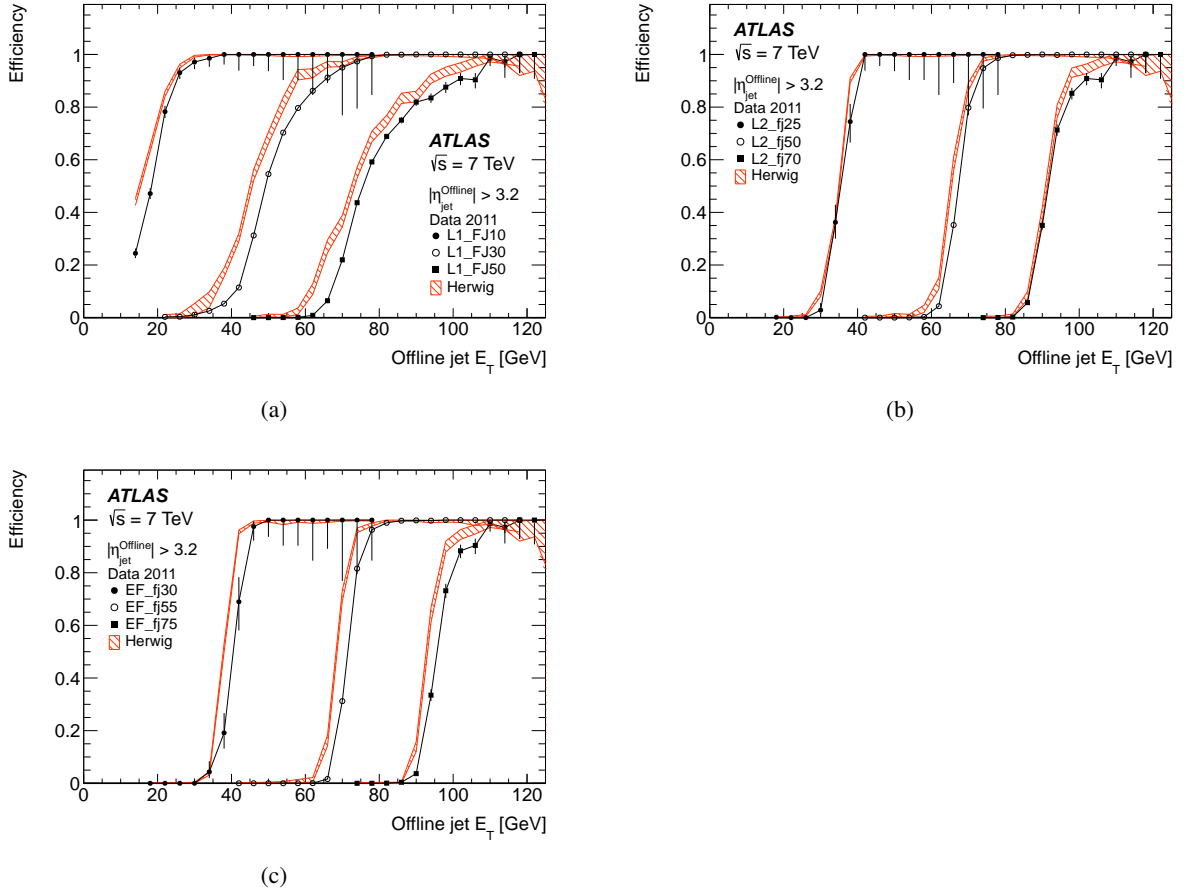 Efficiency
1
0.8
0.6
0.4
0.2
0
0 20 40 60 80 100 120
Offline jet E_T [GeV]
ATLAS
√s = 7 TeV
|η_jet^Offline| > 3.2
Data 2011
L1_FJ10
L1_FJ30
L1_FJ50
Herwig
(a)
Efficiency
1
0.8
0.6
0.4
0.2
0
0 20 40 60 80 100 120
Offline jet E_T [GeV]
ATLAS
√s = 7 TeV
|η_jet^Offline| > 3.2
Data 2011
L2_fj25
L2_fj50
L2_fj70
Herwig
(b)
Efficiency
1
0.8
0.6
0.4
0.2
0
0 20 40 60 80 100 120
Offline jet E_T [GeV]
ATLAS
√s = 7 TeV
|η_jet^Offline| > 3.2
Data 2011
EF_fj30
EF_fj55
EF_fj75
Herwig
(c)